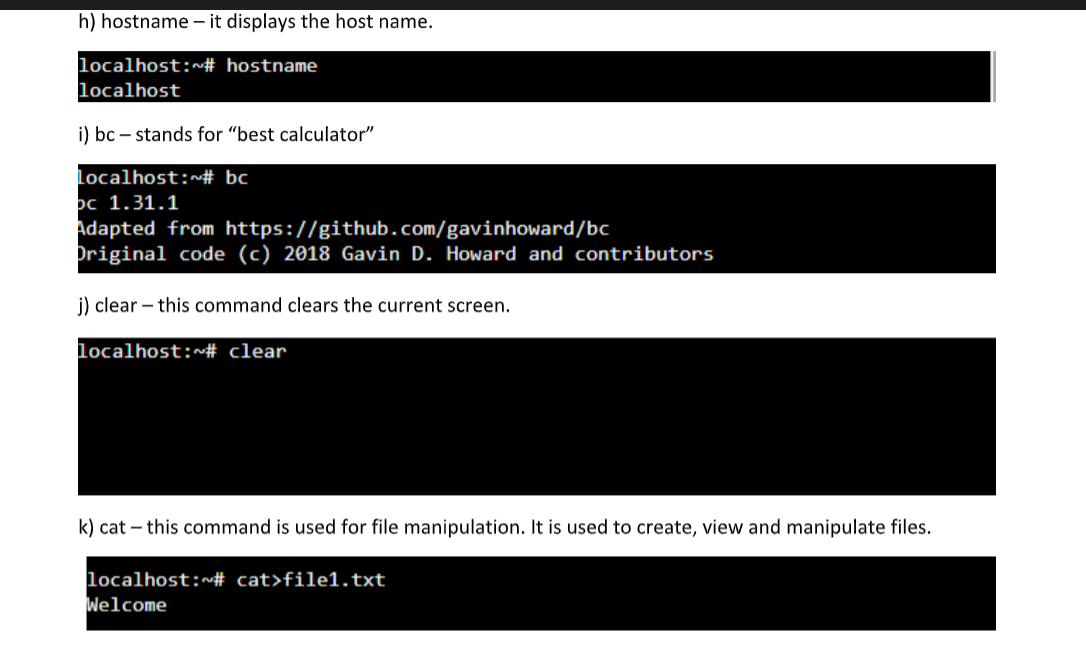 h) hostname – it displays the host name.
localhost:~# hostname
localhost
i) bc – stands for “best calculator”
localhost:~# bc
bc 1.31.1
Adapted from https://github.com/gavinhoward/bc
Original code (c) 2018 Gavin D. Howard and contributors
j) clear – this command clears the current screen.
localhost:~# clear
k) cat – this command is used for file manipulation. It is used to create, view and manipulate files.
localhost:~# cat>file1.txt
Welcome